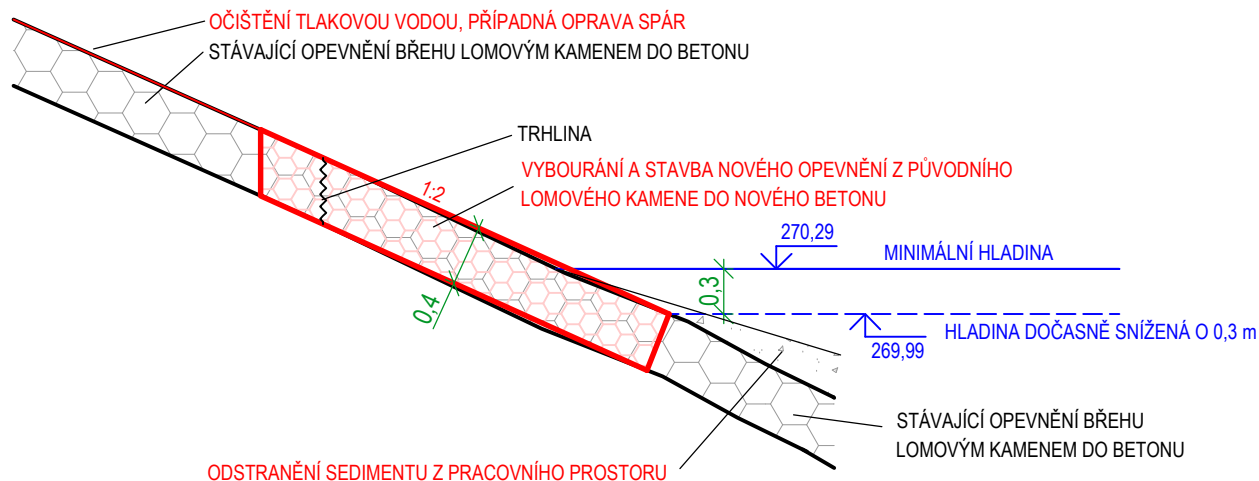 OČIŠTĚNÍ TLAKOVOU VODOU, PŘÍPADNÁ OPRAVA SPÁR
STÁVAJÍCÍ OPEVNĚNÍ BŘEHU LOMOVÝM KAMENEM DO BETONU
TRHLINA
VYBOURÁNÍ A STAVBA NOVÉHO OPEVNĚNÍ Z PŮVODNÍHO
LOMOVÉHO KAMENE DO NOVÉHO BETONU
1:2
270,29
MINIMÁLNÍ HLADINA
0,3
0,4
HLADINA DOČASNĚ SNÍŽENÁ O 0,3 m
269,99
STÁVAJÍCÍ OPEVNĚNÍ BŘEHU
LOMOVÝM KAMENEM DO BETONU
ODSTRANĚNÍ SEDIMENTU Z PRACOVNÍHO PROSTORU